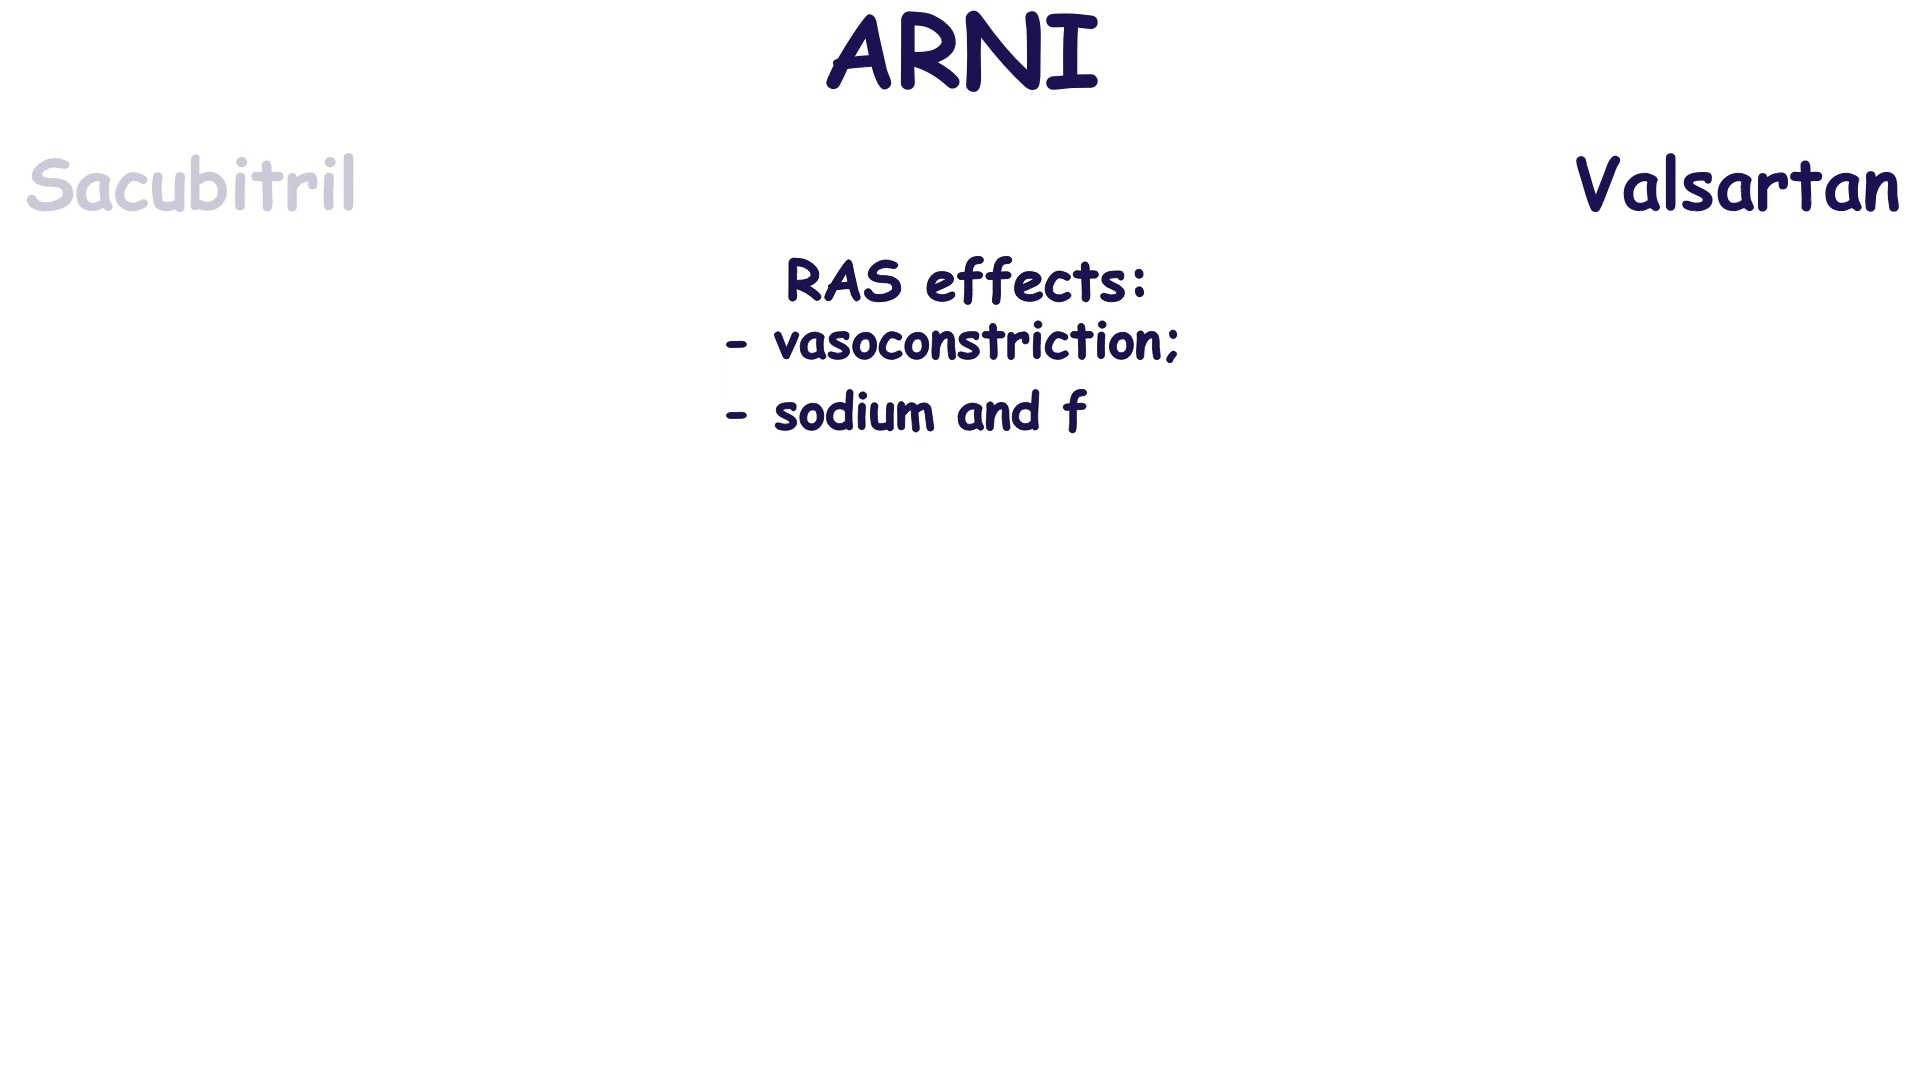 ARNI
Sacubitril Valsartan
RAS effects:
- vasoconstriction;
- sodium and f